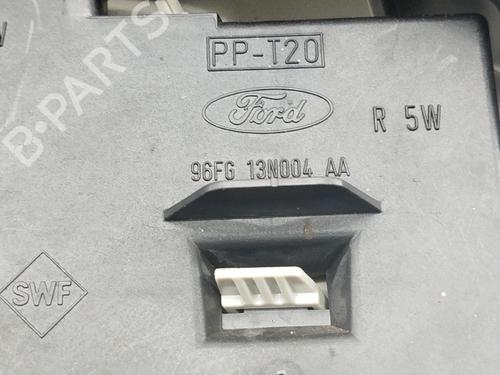 PP-T20
Ford
R 5W
96FG 13N004 AA
SWF
B-PARTS